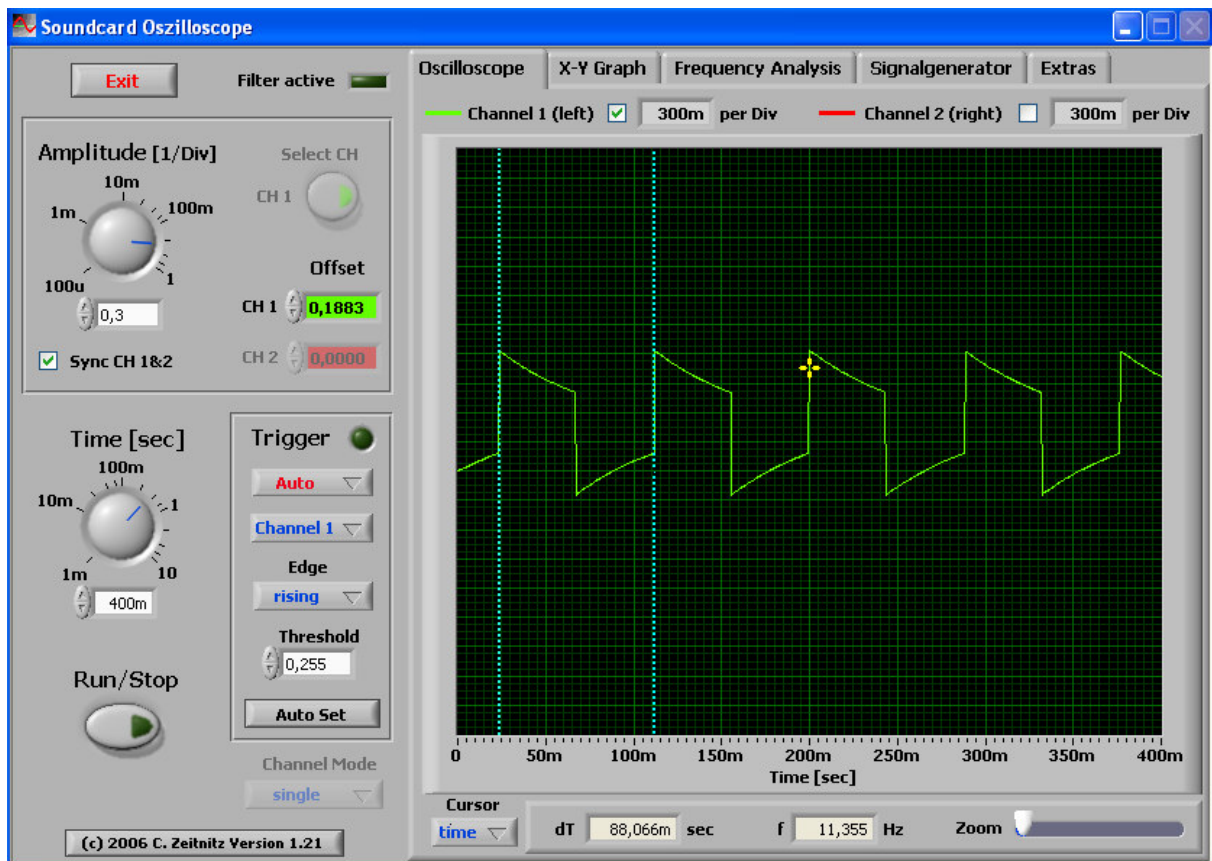 Soundcard Oszilloscope
Exit
Filter active
Amplitude [1/Div]
10m
1m
100m
100u
1
0,3
Sync CH 1&2
Select CH
CH 1
Offset
CH 1 0,1883
CH 2 0,0000
Time [sec]
100m
10m
1
1m
10
400m
Run/Stop
Trigger
Auto
Channel 1
Edge
rising
Threshold
0,255
Auto Set
Channel Mode
single
(c) 2006 C. Zeitnitz Version 1.21
Oscilloscope X-Y Graph Frequency Analysis Signalgenerator Extras
Channel 1 (left) 300m per Div Channel 2 (right) 300m per Div
0 50m 100m 150m 200m 250m 300m 350m 400m
Time [sec]
Cursor
time
dT 88,066m sec f 11,355 Hz Zoom